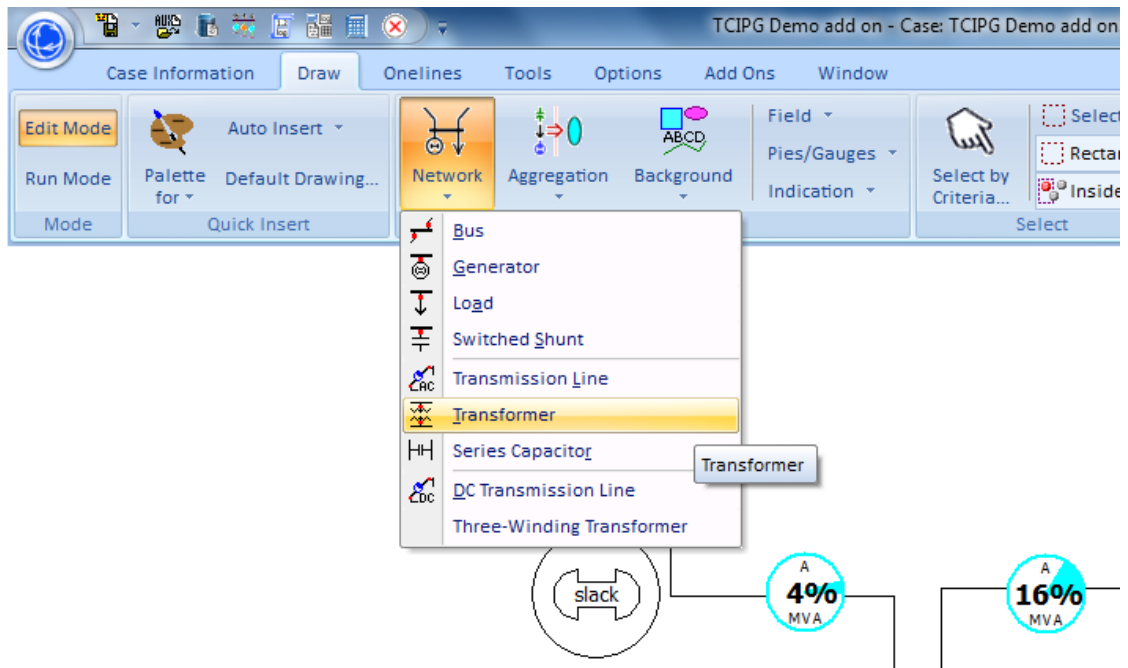 TCIPG Demo add on - Case: TCIPG Demo add on
Case Information Draw Onelines Tools Options Add Ons Window
Edit Mode
Run Mode
Mode
Palette
for
Auto Insert
Default Drawing...
Quick Insert
Network
Aggregation
ABCD
Background
Field
Pies/Gauges
Indication
Select by
Criteria...
Select
Inside
Select
Bus
Generator
Load
Switched Shunt
AC
Transmission Line
Transformer
Series Capacitor
Transformer
DC
DC Transmission Line
Three-Winding Transformer
slack
A
4%
MVA
A
16%
MVA